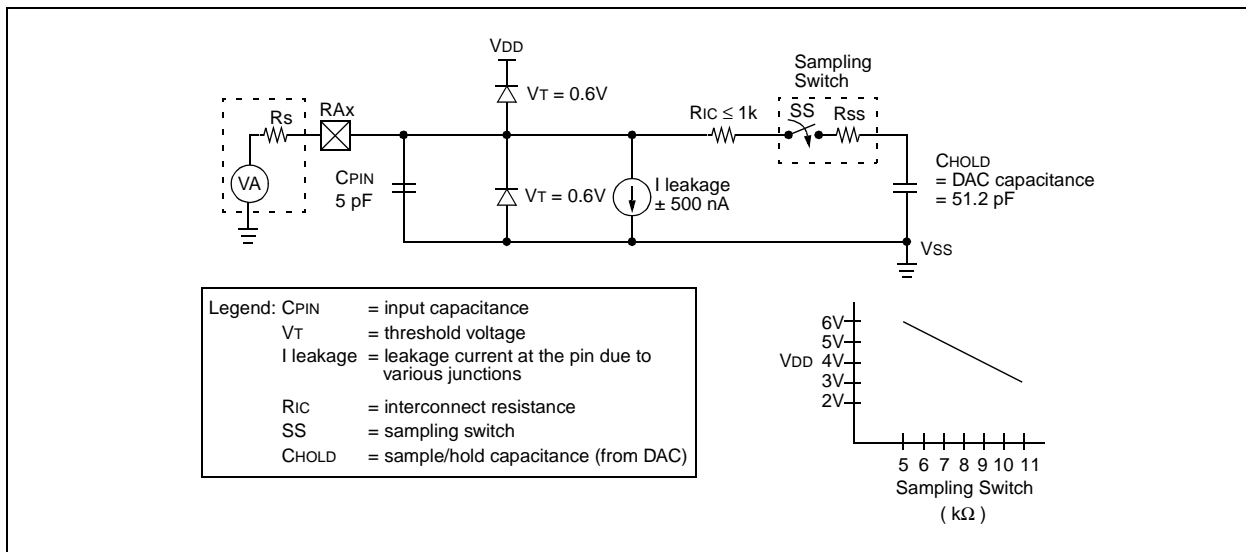 VDD
VT = 0.6V
Sampling
Switch
Rs
RAx
RIC ≤ 1k
SS
RSS
VA
CPIN
5 pF
VT = 0.6V
I leakage
± 500 nA
CHOLD
= DAC capacitance
= 51.2 pF
VSS
Legend: CPIN = input capacitance
VT = threshold voltage
I leakage = leakage current at the pin due to
various junctions
RIC = interconnect resistance
SS = sampling switch
CHOLD = sample/hold capacitance (from DAC)
6V
5V
VDD 4V
3V
2V
5 6 7 8 9 10 11
Sampling Switch
( kΩ )